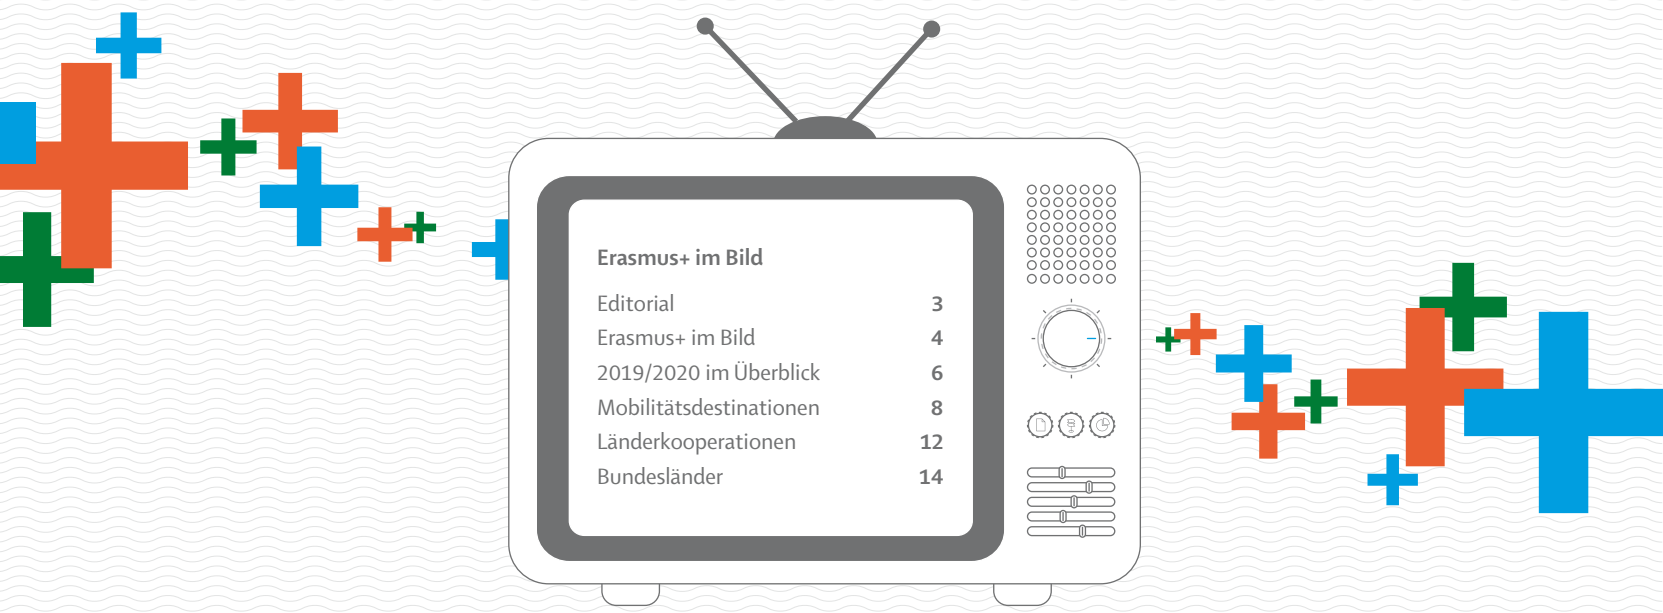 Erasmus+ im Bild
Editorial 3
Erasmus+ im Bild 4
2019/2020 im Überblick 6
Mobilitätsdestinationen 8
Länderkooperationen 12
Bundesländer 14